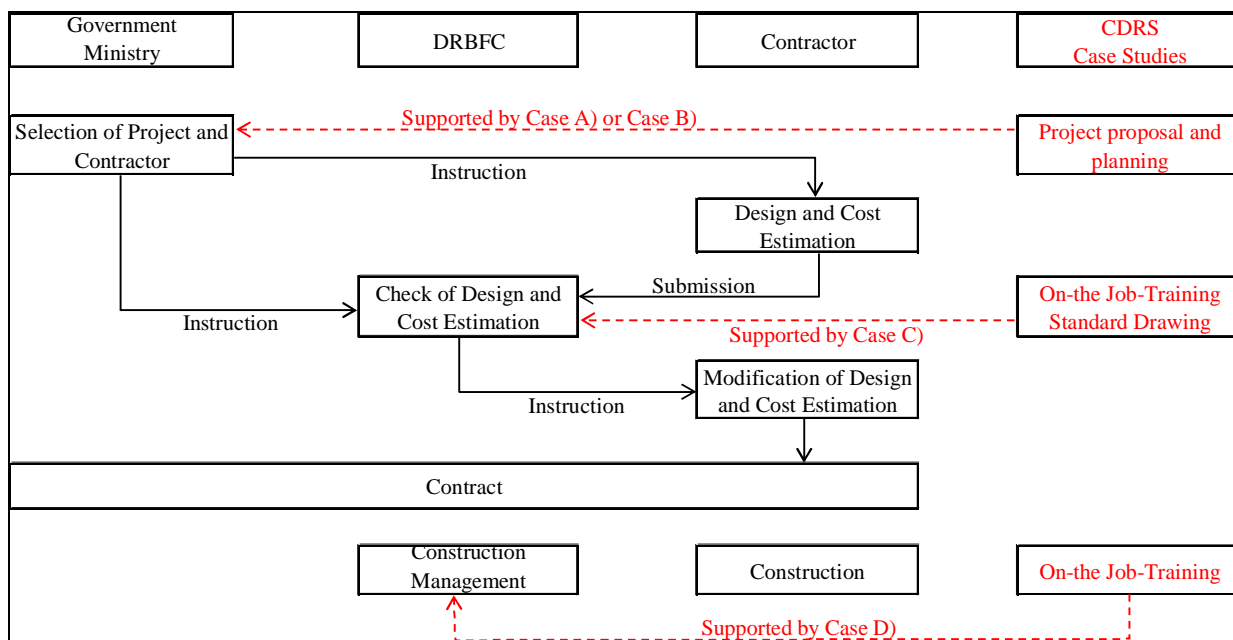 Government
Ministry
DRBFC
Contractor
CDRS
Case Studies
Supported by Case A) or Case B)
Selection of Project and
Contractor
Project proposal and
planning
Instruction
Design and Cost
Estimation
Submission
Check of Design and
Cost Estimation
On-the Job-Training
Standard Drawing
Instruction
Supported by Case C)
Modification of Design
and Cost Estimation
Instruction
Contract
Construction
Management
Construction
On-the Job-Training
Supported by Case D)